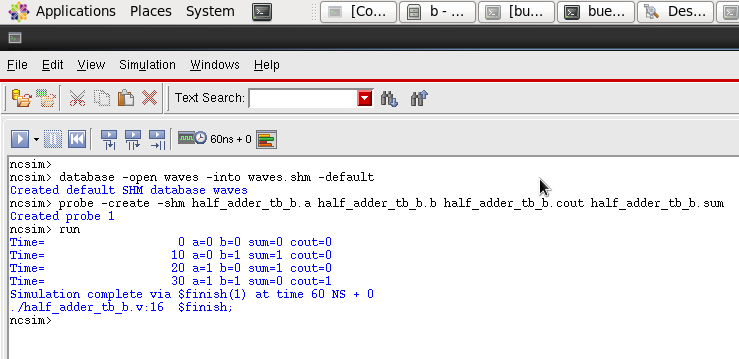 Applications Places System [Co... b - ... [bu... bue... Des...
File Edit View Simulation Windows Help
Text Search:
60ns + 0
ncsim>
ncsim> database -open waves -into waves.shm -default
Created default SHM database waves
ncsim> probe -create -shm half_adder_tb_b.a half_adder_tb_b.b half_adder_tb_b.cout half_adder_tb_b.sum
Created probe 1
ncsim> run
Time=                   0 a=0 b=0 sum=0 cout=0
Time=                  10 a=0 b=1 sum=1 cout=0
Time=                  20 a=1 b=0 sum=1 cout=0
Time=                  30 a=1 b=1 sum=0 cout=1
Simulation complete via $finish(1) at time 60 NS + 0
./half_adder_tb_b.v:16  $finish;
ncsim>